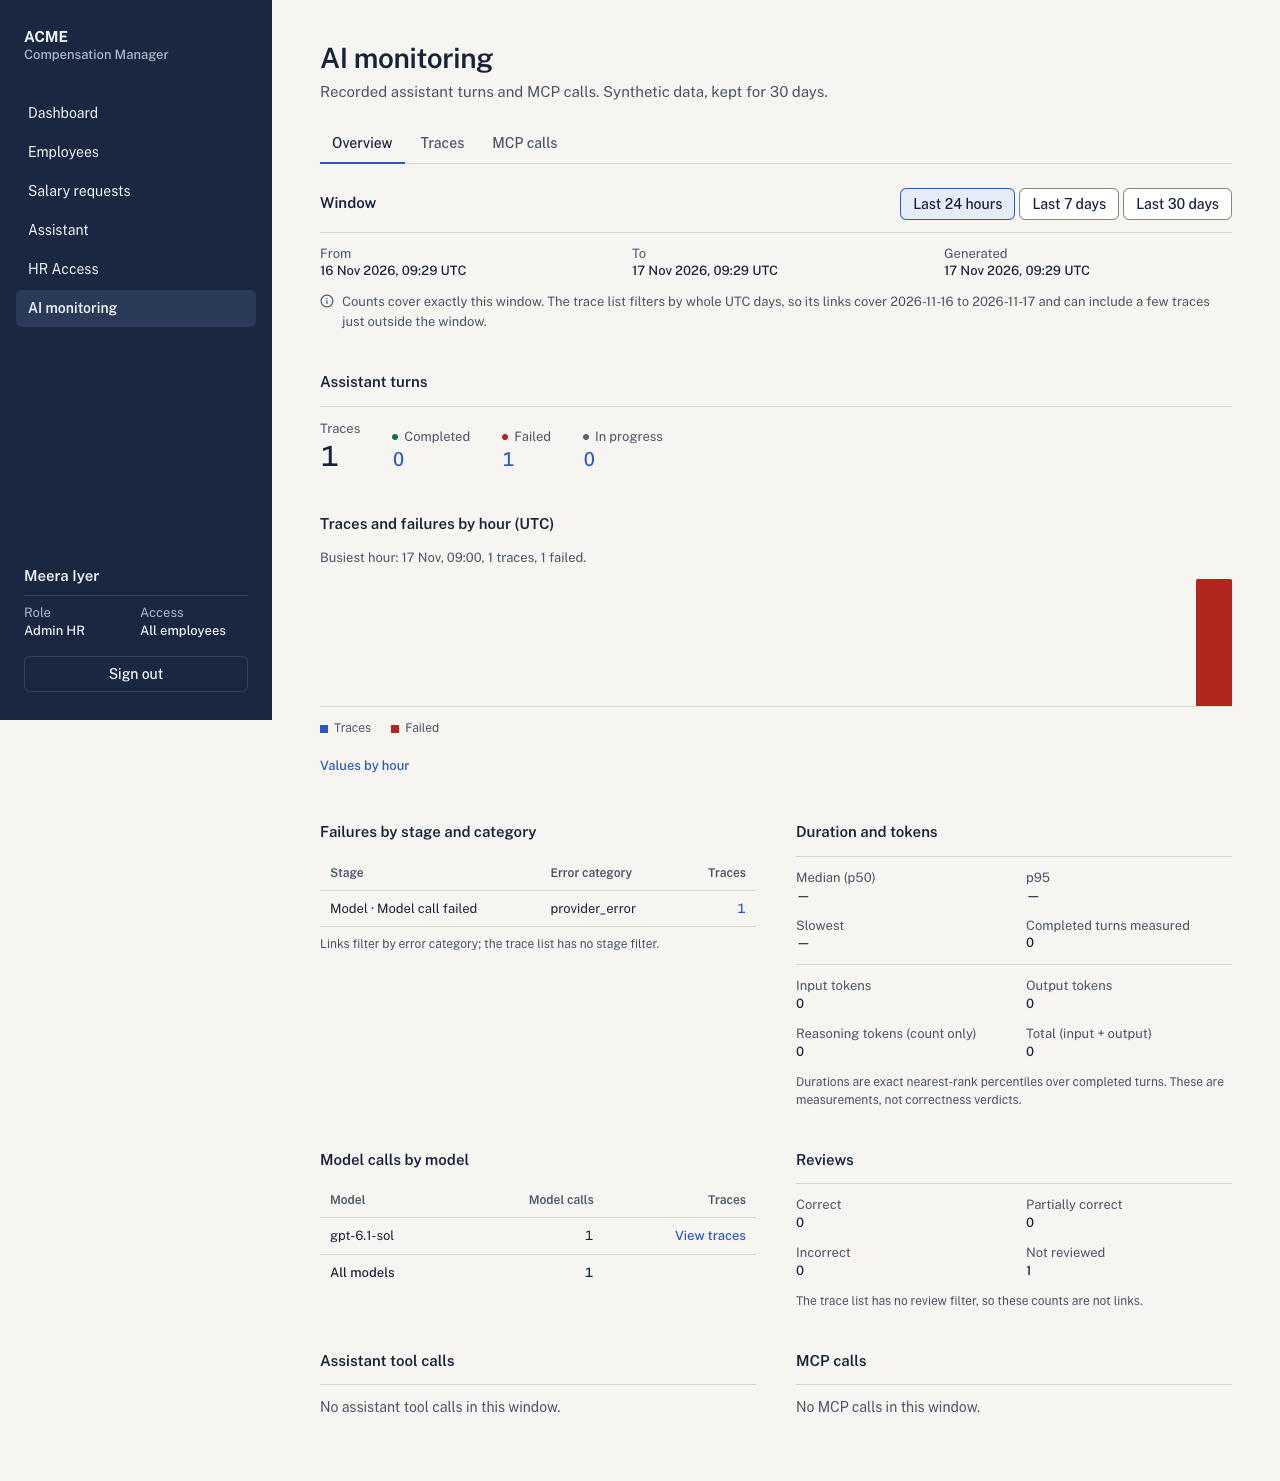 ACME
Compensation Manager
Dashboard
Employees
Salary requests
Assistant
HR Access
AI monitoring
Meera Iyer
Role
Access
Admin HR
All employees
Sign out
AI monitoring
Recorded assistant turns and MCP calls. Synthetic data, kept for 30 days.
Overview
Traces
MCP calls
Window
Last 24 hours
Last 7 days
Last 30 days
From
To
Generated
16 Nov 2026, 09:29 UTC
17 Nov 2026, 09:29 UTC
17 Nov 2026, 09:29 UTC
Counts cover exactly this window. The trace list filters by whole UTC days, so its links cover 2026-11-16 to 2026-11-17 and can include a few traces
just outside the window.
Assistant turns
Traces
1
Completed
0
Failed
1
In progress
0
Traces and failures by hour (UTC)
Busiest hour: 17 Nov, 09:00, 1 traces, 1 failed.
Traces
Failed
Values by hour
Failures by stage and category
Stage
Error category
Traces
Model · Model call failed
provider_error
1
Links filter by error category; the trace list has no stage filter.
Duration and tokens
Median (p50)
p95
—
—
Slowest
Completed turns measured
—
0
Input tokens
Output tokens
0
0
Reasoning tokens (count only)
Total (input + output)
0
0
Durations are exact nearest-rank percentiles over completed turns. These are
measurements, not correctness verdicts.
Model calls by model
Model
Model calls
Traces
gpt-6.1-sol
1
View traces
All models
1
Reviews
Correct
Partially correct
0
0
Incorrect
Not reviewed
0
1
The trace list has no review filter, so these counts are not links.
Assistant tool calls
No assistant tool calls in this window.
MCP calls
No MCP calls in this window.